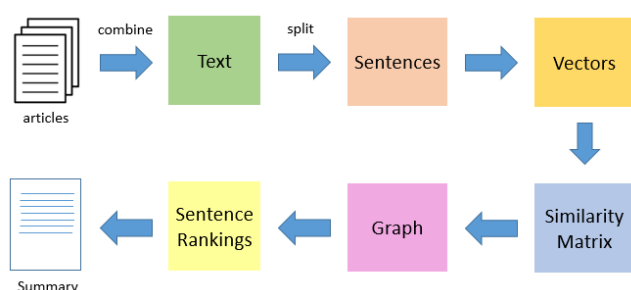 combine
split
Text
Sentences
Vectors
articles
Sentence
Rankings
Graph
Similarity
Matrix
Summary